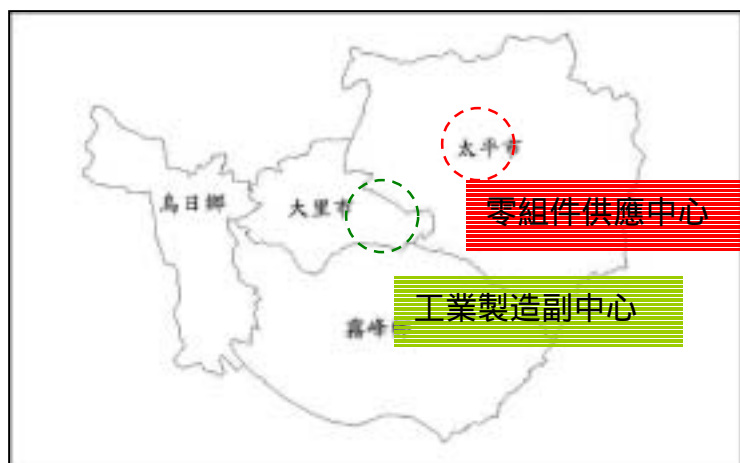 太平市
烏日鄉
大里市
零組件供應中心
工業製造副中心
霧峰